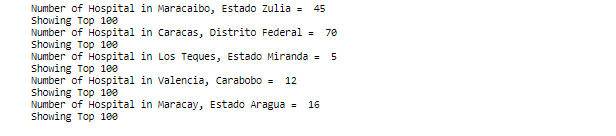 Number of Hospital in Maracaibo, Estado Zulia =  45
Showing Top 100
Number of Hospital in Caracas, Distrito Federal =  70
Showing Top 100
Number of Hospital in Los Teques, Estado Miranda =  5
Showing Top 100
Number of Hospital in Valencia, Carabobo =  12
Showing Top 100
Number of Hospital in Maracay, Estado Aragua =  16
Showing Top 100